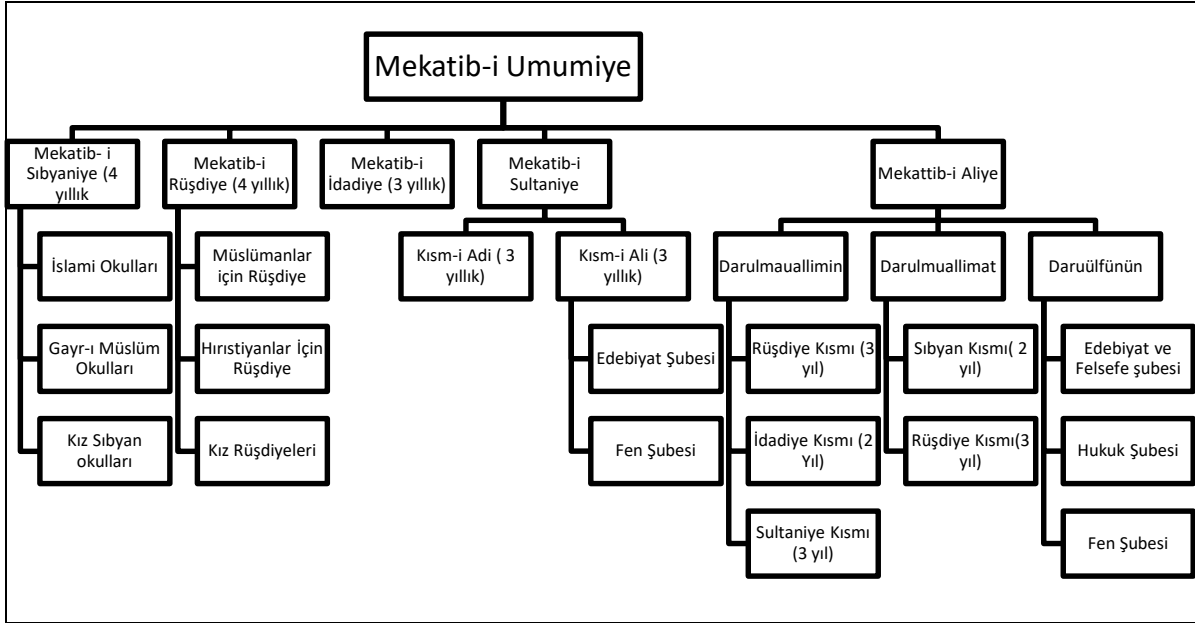 Mekatib-i Umumiye
Mekatib- i
Sıbyaniye (4
yıllık
Mekatib-i
Rüşdiye (4 yıllık)
Mekatib-i
İdadiye (3 yıllık)
Mekatib-i
Sultaniye
Mekattib-i Aliye
İslami Okulları
Gayr-ı Müslüm
Okulları
Kız Sıbyan
okulları
Müslümanlar
için Rüşdiye
Hırıstiyanlar İçin
Rüşdiye
Kız Rüşdiyeleri
Kısm-i Adi ( 3
yıllık)
Kısm-i Ali (3
yıllık)
Edebiyat Şubesi
Fen Şubesi
Darulmauallimin
Rüşdiye Kısmı (3
yıl)
İdadiye Kısmı (2
Yıl)
Sultaniye Kısmı
(3 yıl)
Darulmuallimat
Sıbyan Kısmı( 2
yıl)
Rüşdiye Kısmı(3
yıl)
Daruülfünün
Edebiyat ve
Felsefe şubesi
Hukuk Şubesi
Fen Şubesi